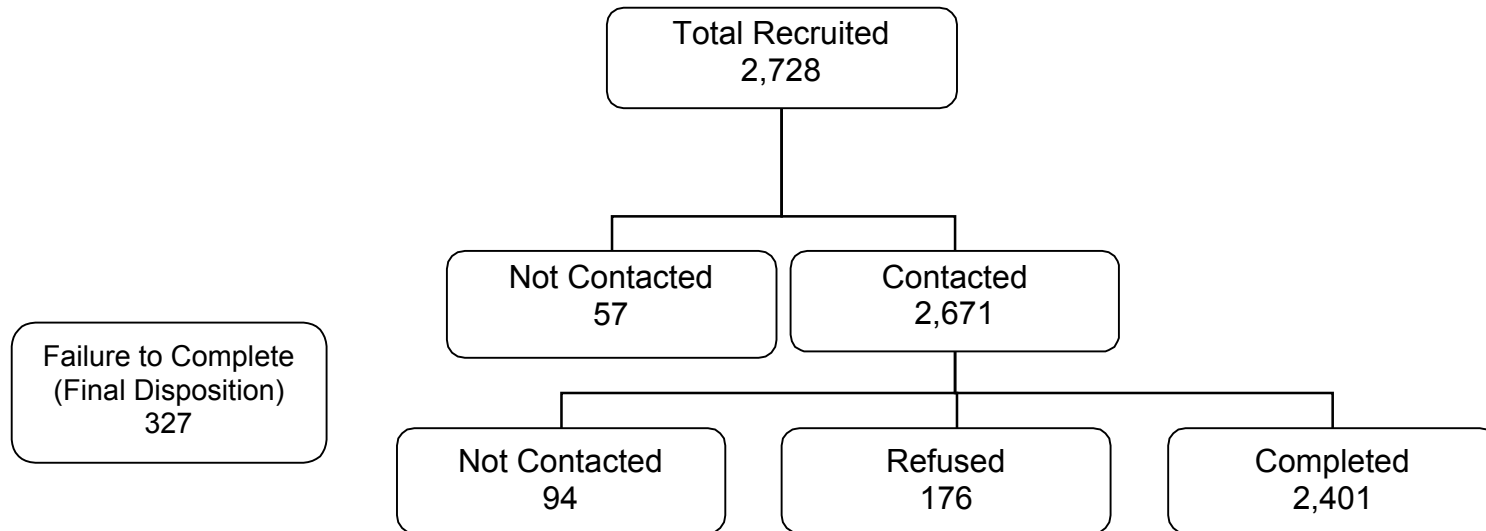 Total Recruited
2,728
Not Contacted
57
Contacted
2,671
Failure to Complete
(Final Disposition)
327
Not Contacted
94
Refused
176
Completed
2,401